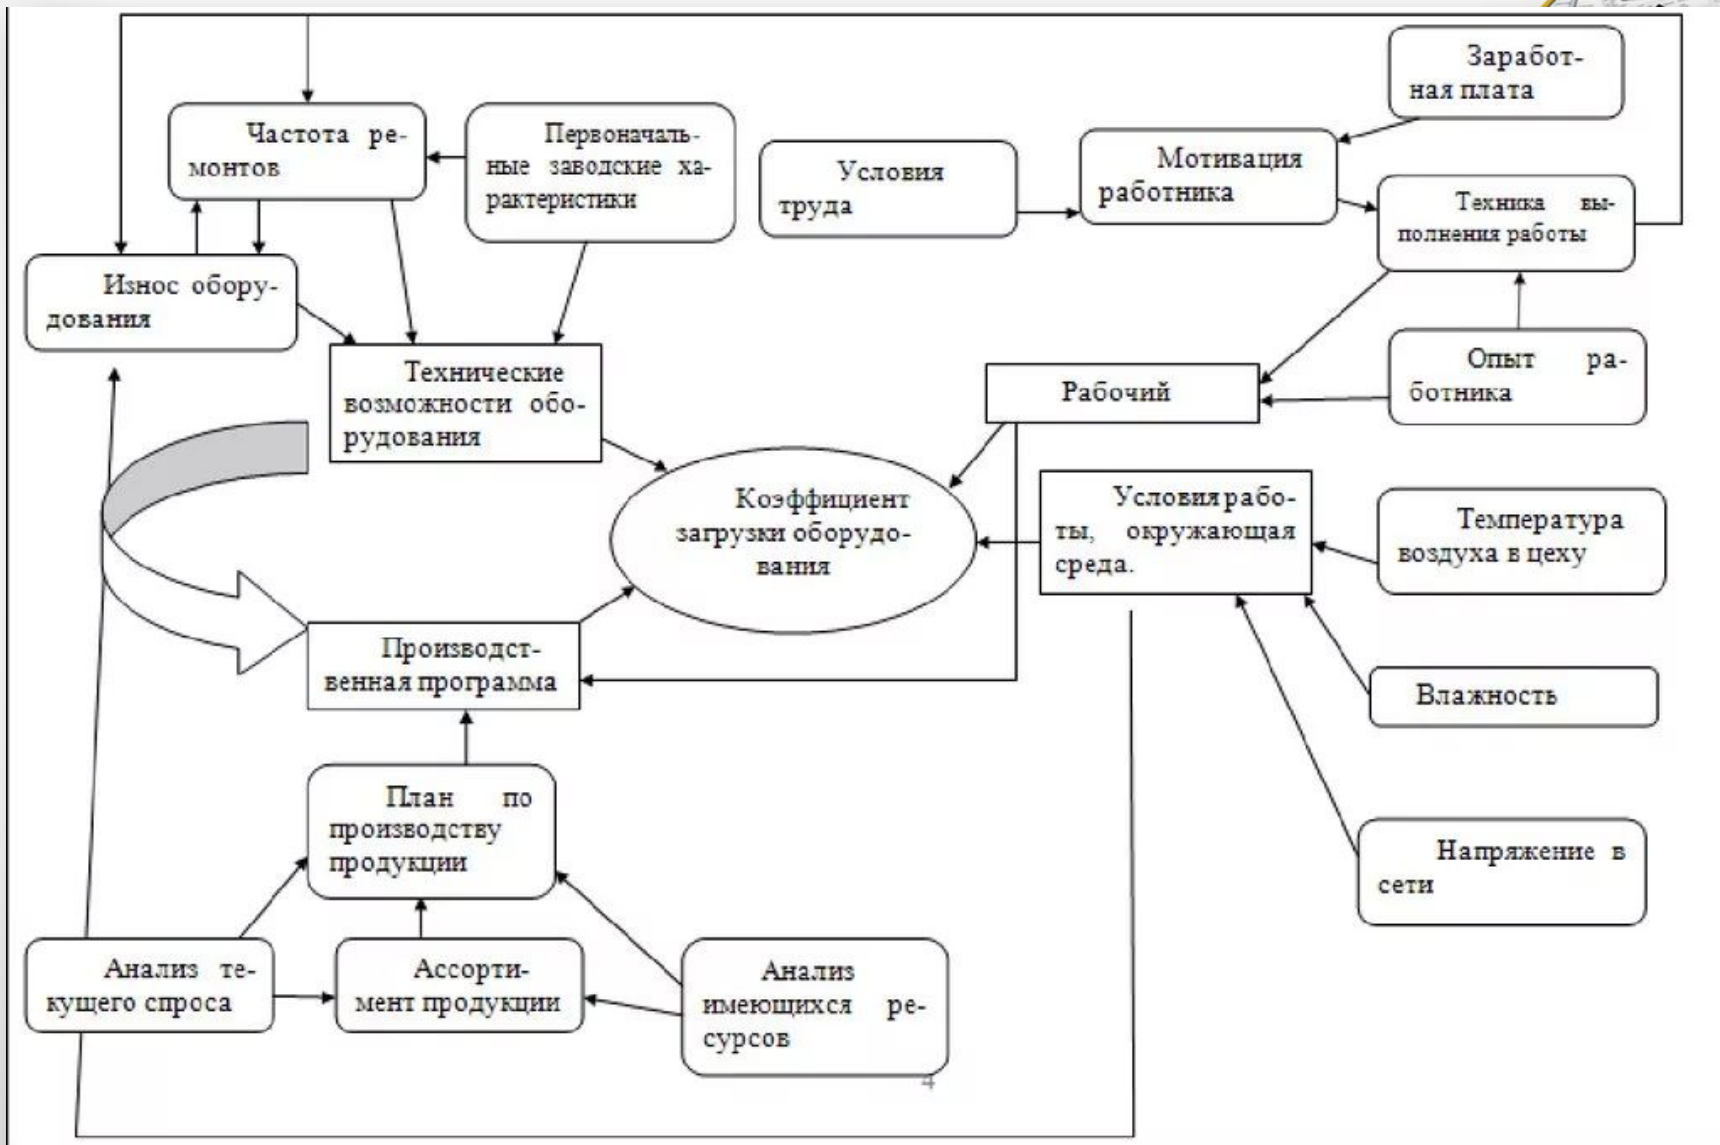 Заработ-
ная плата
Частота ре-
монтов
Первоначаль-
ные заводские ха-
рактеристики
Условия
труда
Мотивация
работника
Техника вы-
полнения работы
Износ обору-
дования
Технические
возможности обо-
рудования
Рабочий
Опыт ра-
ботника
Коэффициент
загрузки оборудо-
вания
Условия рабо-
ты, окружающая
среда.
Температура
воздуха в цеху
Производст-
венная программа
Влажность
План по
производству
продукции
Напряжение в
сети
Анализ те-
кущего спроса
Ассорти-
мент продукции
Анализ
имеющихся ре-
сурсов
4